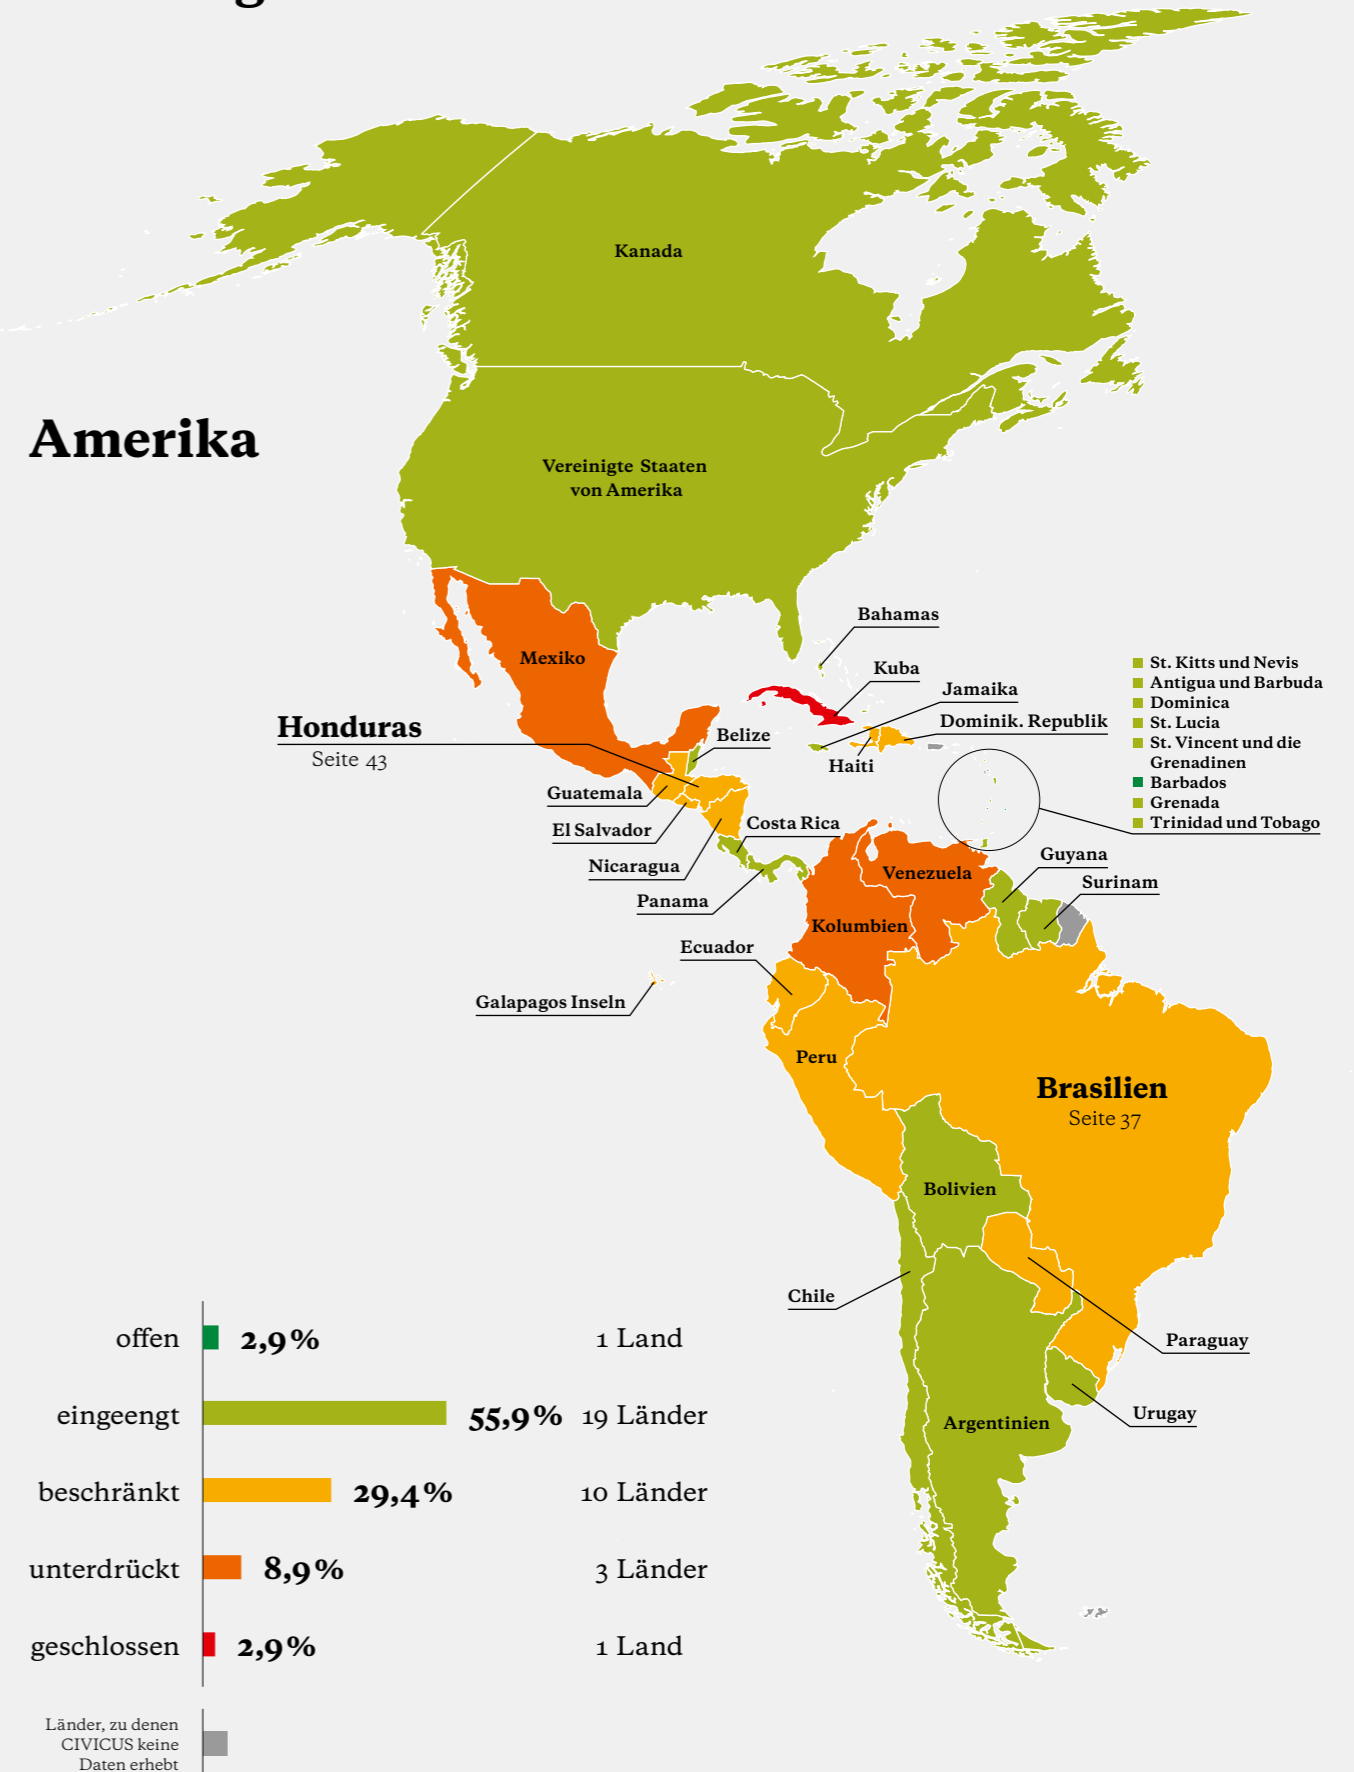 Kanada
Amerika
Vereinigte Staaten
von Amerika
Bahamas
Mexiko
Kuba
St. Kitts und Nevis
Antigua und Barbuda
Dominica
St. Lucia
St. Vincent und die
Grenadinen
Barbados
Grenada
Trinidad und Tobago
Jamaika
Dominik. Republik
Honduras
Seite 43
Belize
Haiti
Guatemala
El Salvador
Costa Rica
Nicaragua
Panama
Venezuela
Guyana
Surinam
Kolumbien
Ecuador
Galapagos Inseln
Peru
Brasilien
Seite 37
Bolivien
Chile
Paraguay
Urugay
Argentinien
offen 2,9% 1 Land
eingeengt 55,9% 19 Länder
beschränkt 29,4% 10 Länder
unterdrückt 8,9% 3 Länder
geschlossen 2,9% 1 Land
Länder, zu denen
CIVICUS keine
Daten erhebt